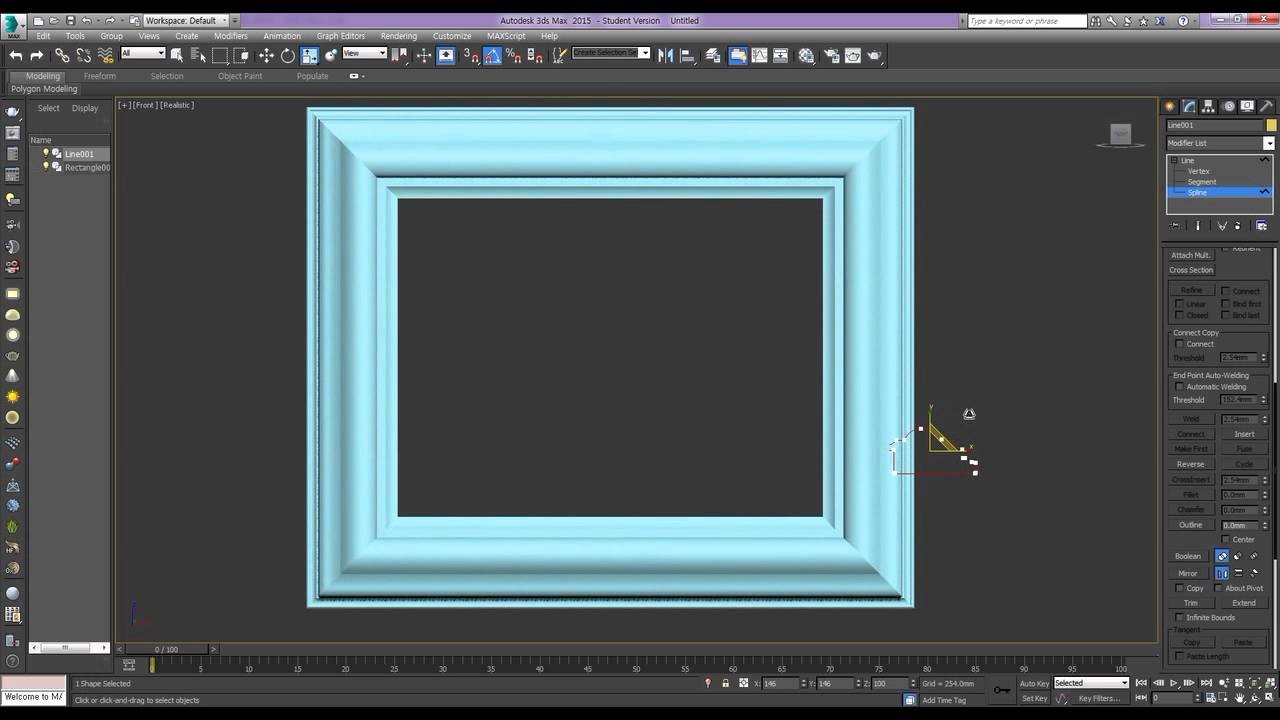 Workspace: Default
Autodesk 3ds Max 2015 - Student Version Untitled
Type a keyword or phrase
MAX
Edit Tools Group Views Create Modifiers Animation Graph Editors Rendering Customize MAXScript Help
All
View
Create Selection Se
Modeling Freeform Selection Object Paint Populate
Polygon Modeling
Select Display
Name
Line001
Rectangle00
[+] [Front] [Realistic]
Line001
Modifier List
Line
Vertex
Segment
Spline
Reorient
Attach Mult.
Cross Section
Refine Connect
Linear Bind first
Closed Bind last
Connect Copy
Connect
Threshold 2.54mm
End Point Auto-Welding
Automatic Welding
Threshold 152.4mm
Weld 2.54mm
Connect Insert
Make First Fuse
Reverse Cycle
CrossInsert 2.54mm
Fillet 0.0mm
Chamfer 0.0mm
Outline 0.0mm
Center
Boolean
Mirror
Copy About Pivot
Trim Extend
Infinite Bounds
Tangent
Copy Paste
Paste Length
y
x
0 / 100
0 5 10 15 20 25 30 35 40 45 50 55 60 65 70 75 80 85 90 95 100
Welcome to MA
1 Shape Selected
Click or click-and-drag to select objects
X: 146 Y: 146 Z: 100
Grid = 254.0mm
Add Time Tag
Auto Key Selected
Set Key Key Filters...
0